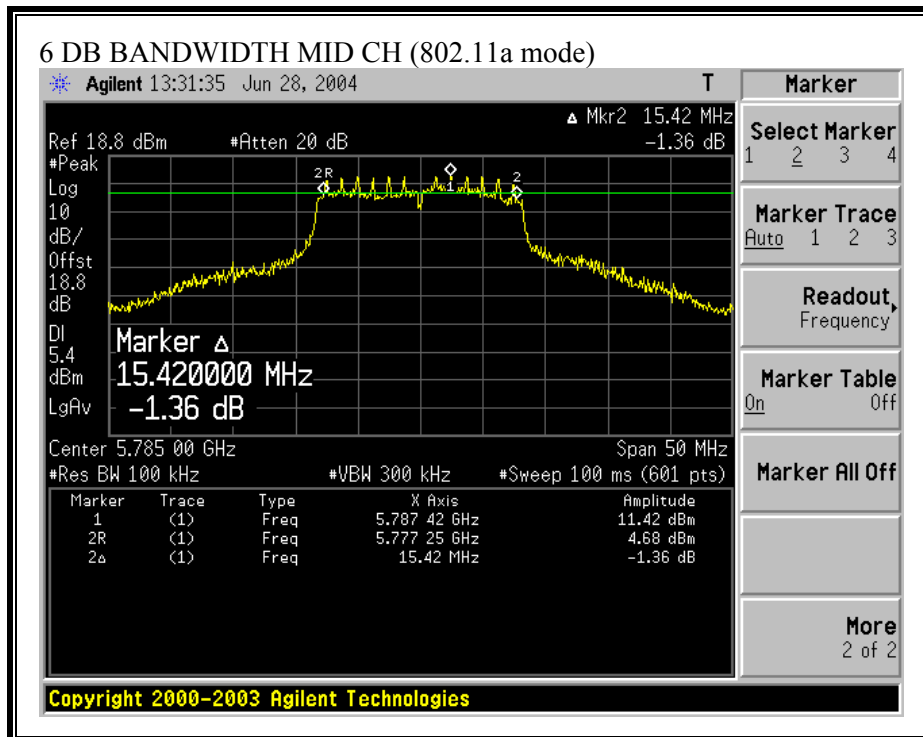 6 DB BANDWIDTH MID CH (802.11a mode)
Agilent 13:31:35 Jun 28, 2004 T
Δ Mkr2 15.42 MHz
Ref 18.8 dBm #Atten 20 dB -1.36 dB
#Peak
Log
10
dB/
Offst
18.8
dB
DI
5.4
dBm
LgAv
2R
1
2
Marker Δ
15.420000 MHz
-1.36 dB
Center 5.785 00 GHz Span 50 MHz
#Res BW 100 kHz #VBW 300 kHz #Sweep 100 ms (601 pts)
Marker Trace Type X Axis Amplitude
1 (1) Freq 5.787 42 GHz 11.42 dBm
2R (1) Freq 5.777 25 GHz 4.68 dBm
2Δ (1) Freq 15.42 MHz -1.36 dB
Marker
Select Marker
1 2 3 4
Marker Trace
Auto 1 2 3
Readout
Frequency
Marker Table
On Off
Marker All Off
More
2 of 2
Copyright 2000-2003 Agilent Technologies